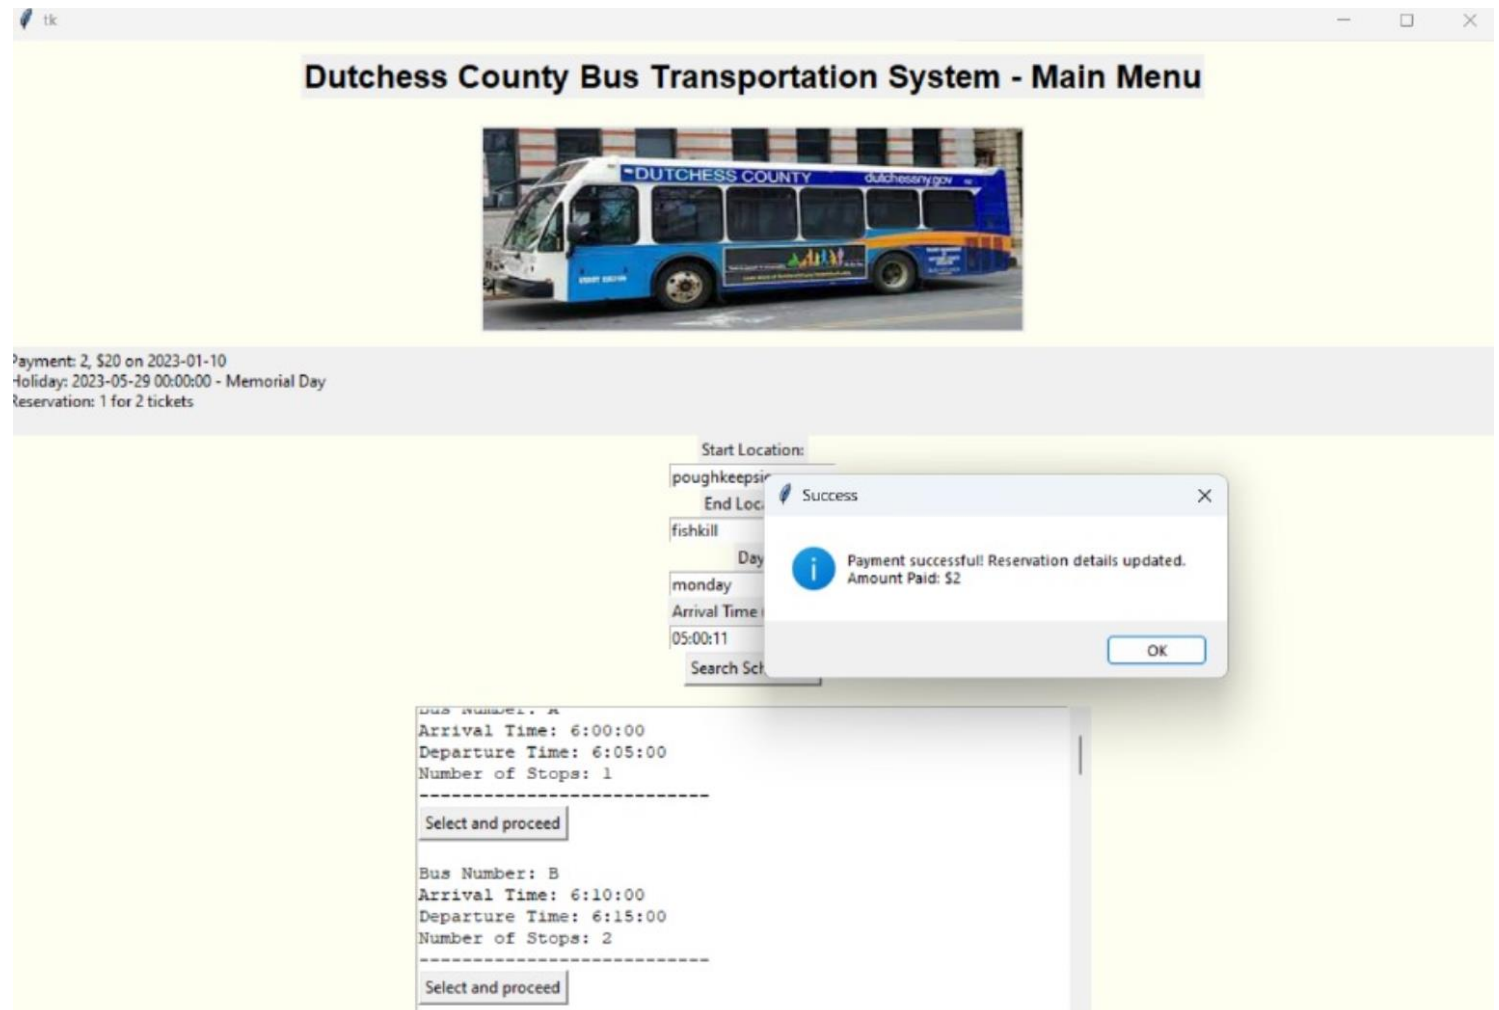 tk
Dutchess County Bus Transportation System - Main Menu
DUTCHESS COUNTY dutchessny.gov
Payment: 2, $20 on 2023-01-10
Holiday: 2023-05-29 00:00:00 - Memorial Day
Reservation: 1 for 2 tickets
Start Location:
poughkeepsie
End Loc
fishkill
Day
monday
Arrival Time
05:00:11
Search Sch
Success
Payment successful! Reservation details updated.
Amount Paid: $2
OK
Bus Number: A
Arrival Time: 6:00:00
Departure Time: 6:05:00
Number of Stops: 1
---------------------------
Select and proceed
Bus Number: B
Arrival Time: 6:10:00
Departure Time: 6:15:00
Number of Stops: 2
---------------------------
Select and proceed